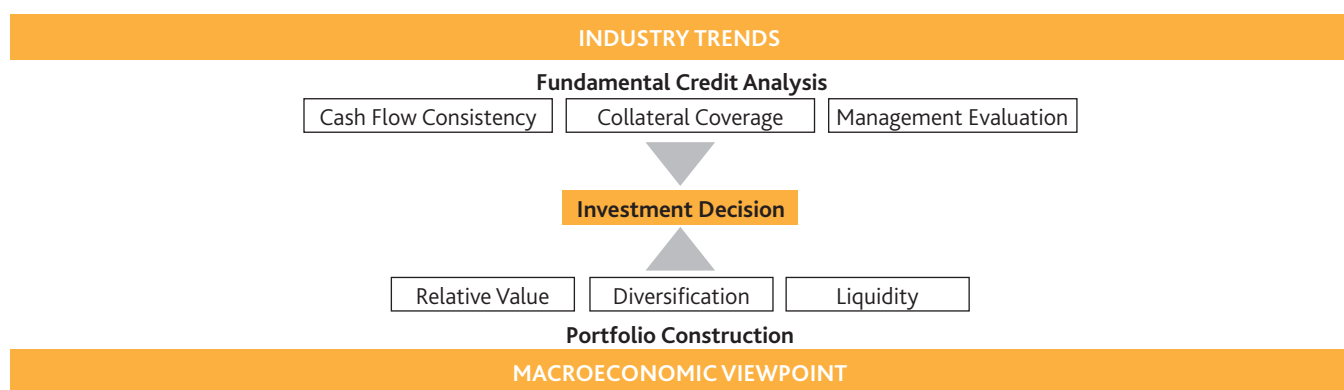 INDUSTRY TRENDS
Fundamental Credit Analysis
Cash Flow Consistency Collateral Coverage Management Evaluation
Investment Decision
Relative Value Diversification Liquidity
Portfolio Construction
MACROECONOMIC VIEWPOINT